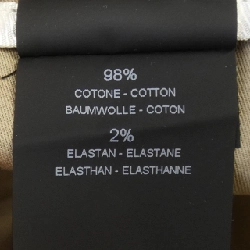 98%
COTONE - COTTON
BAUMWOLLE - COTON
2%
ELASTAN - ELASTANE
ELASTHAN - ELASTHANNE